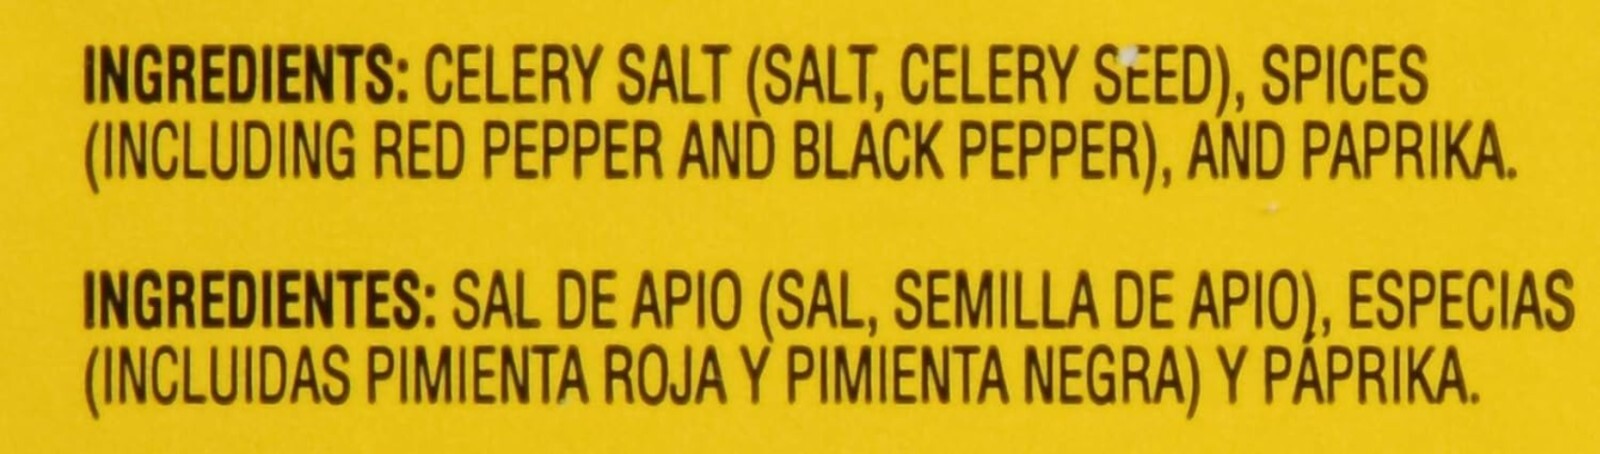 INGREDIENTS: CELERY SALT (SALT, CELERY SEED), SPICES
(INCLUDING RED PEPPER AND BLACK PEPPER), AND PAPRIKA.
INGREDIENTES: SAL DE APIO (SAL, SEMILLA DE APIO), ESPECIAS
(INCLUIDAS PIMIENTA ROJA Y PIMIENTA NEGRA) Y PÁPRIKA.